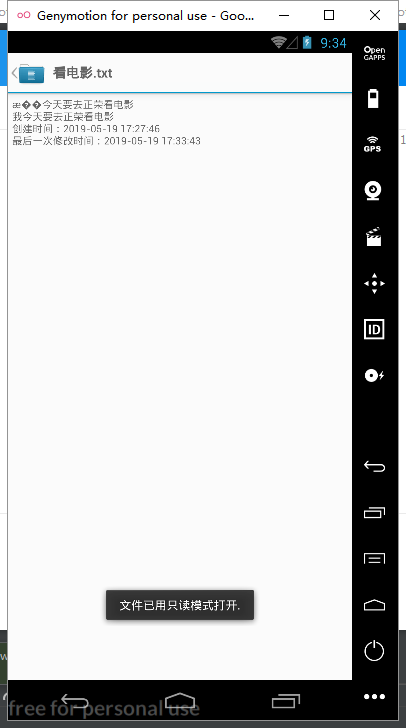 Genymotion for personal use - Goo...
9:34
Open
GAPPS
看电影.txt
æ��今天要去正荣看电影
我今天要去正荣看电影
创建时间：2019-05-19 17:27:46
最后一次修改时间：2019-05-19 17:33:43
GPS
ID
文件已用只读模式打开.
free for personal use